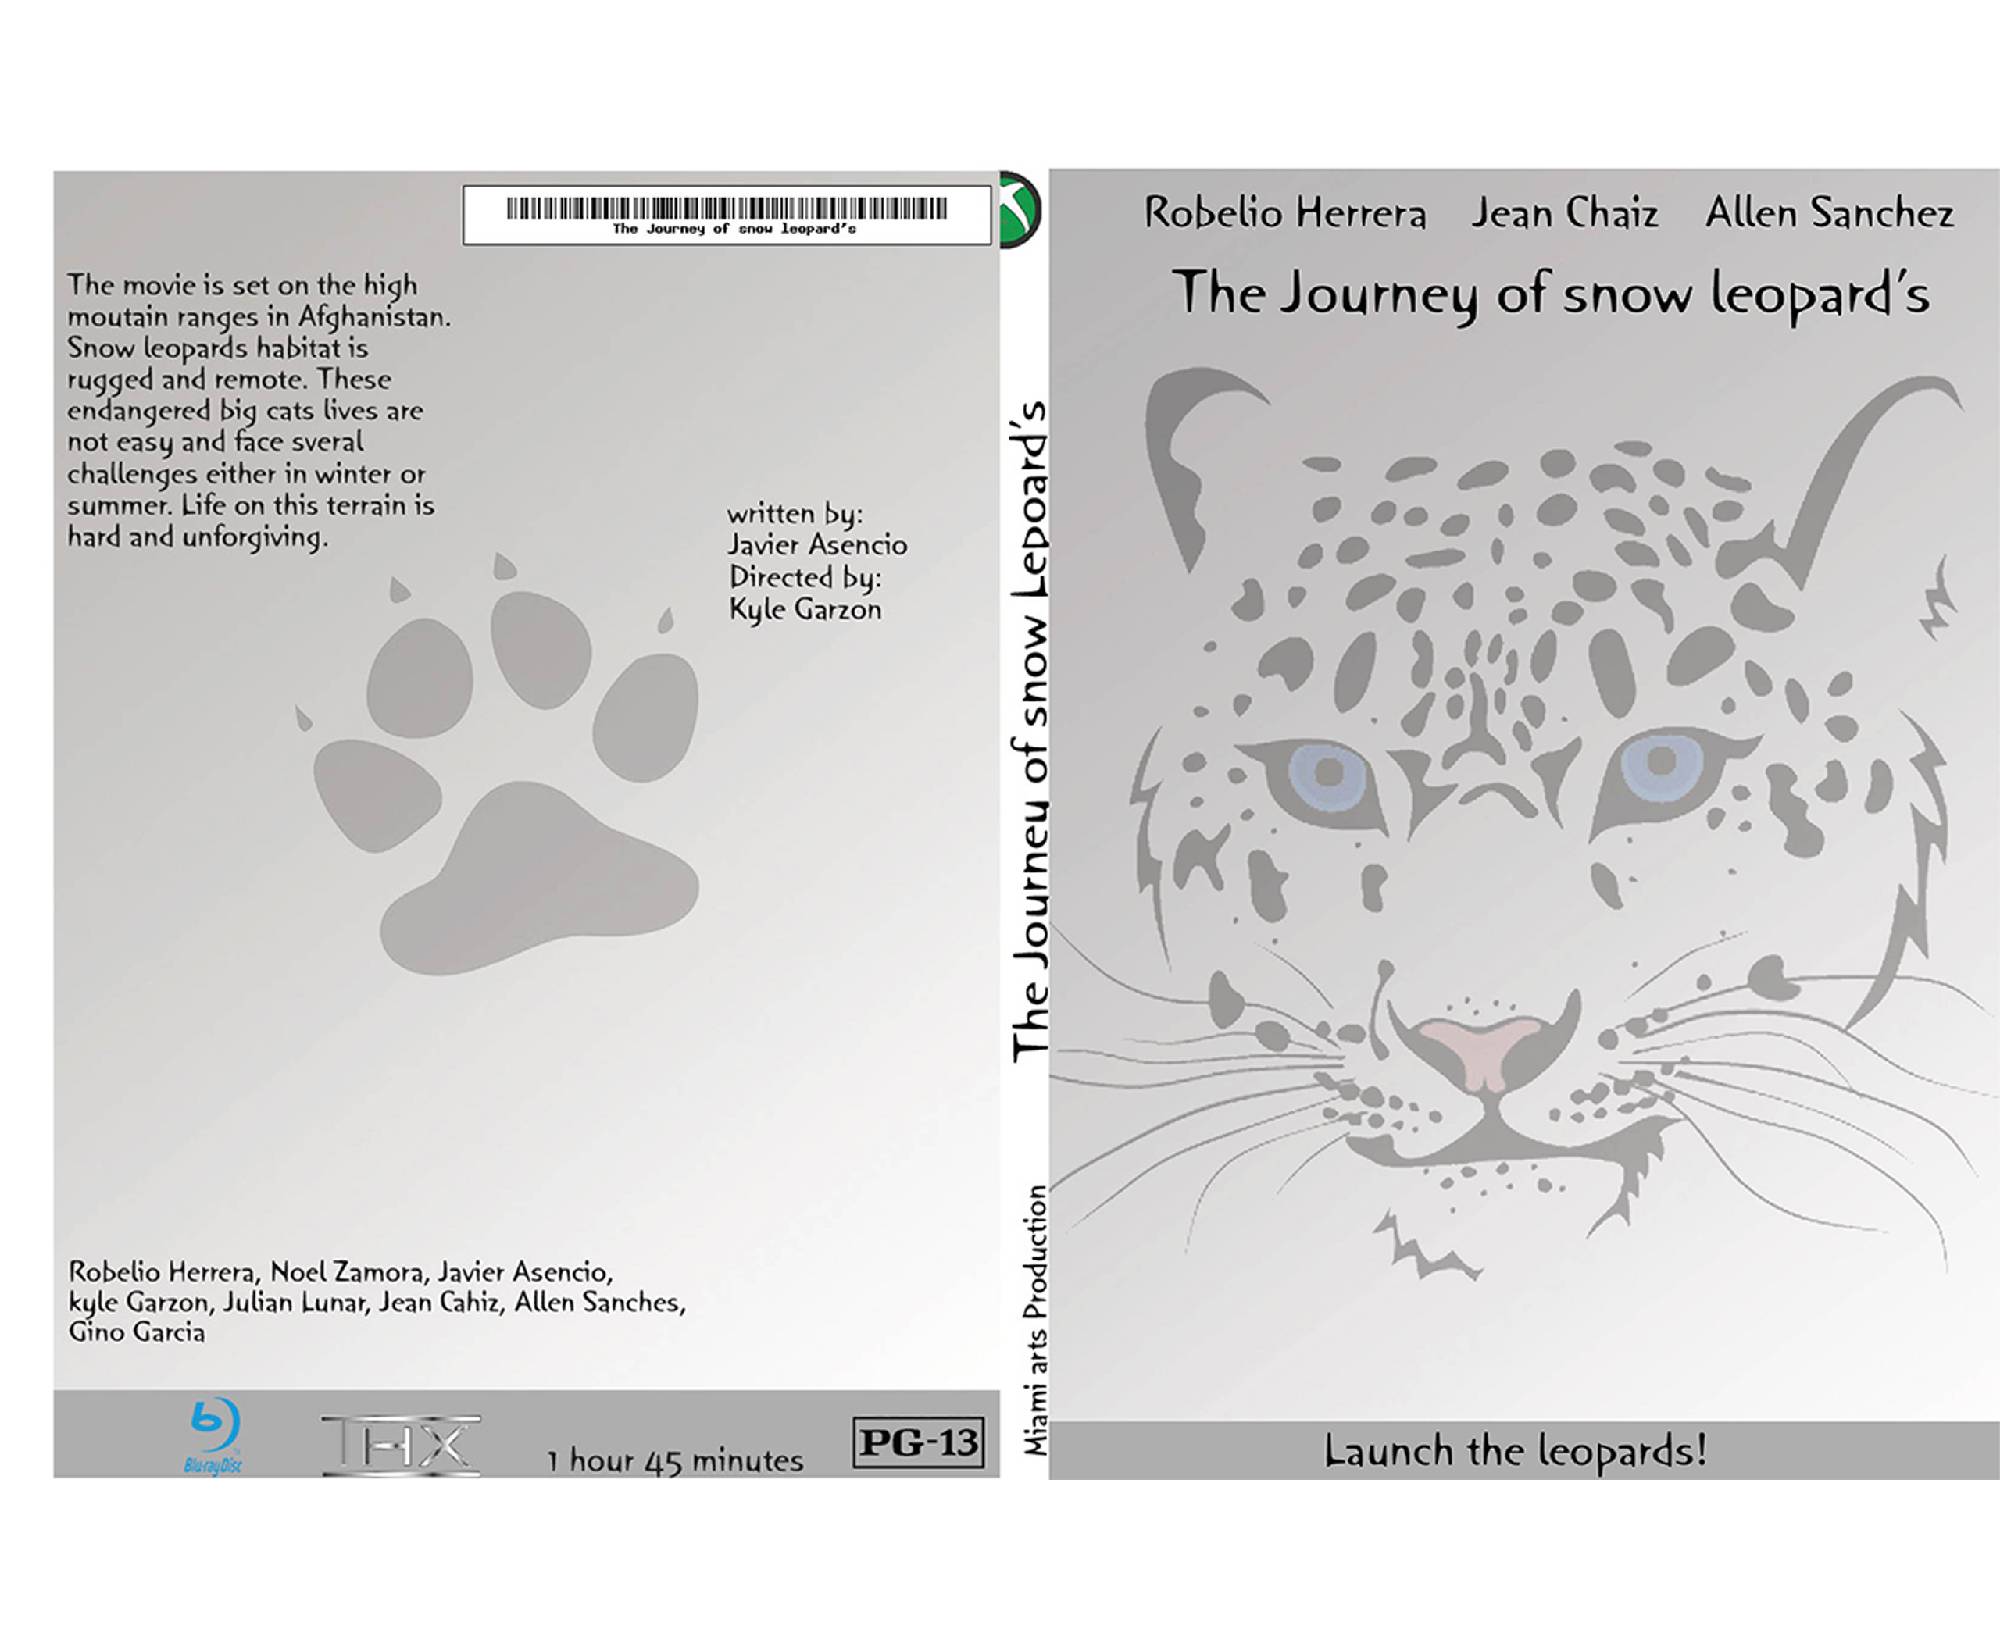 The Journey of snow leopard's
The movie is set on the high
moutain ranges in Afghanistan.
Snow leopards habitat is
rugged and remote. These
endangered big cats lives are
not easy and face sveral
challenges either in winter or
summer. Life on this terrain is
hard and unforgiving.
written by:
Javier Asencio
Directed by:
Kyle Garzon
Robelio Herrera, Noel Zamora, Javier Asencio,
kyle Garzon, Julian Lunar, Jean Cahiz, Allen Sanches,
Gino Garcia
b
Blu-ray Disc
THX
1 hour 45 minutes
PG-13
The Journey of snow Lepoard's
Miami arts Production
Robelio Herrera Jean Chaiz Allen Sanchez
The Journey of snow leopard's
Launch the leopards!